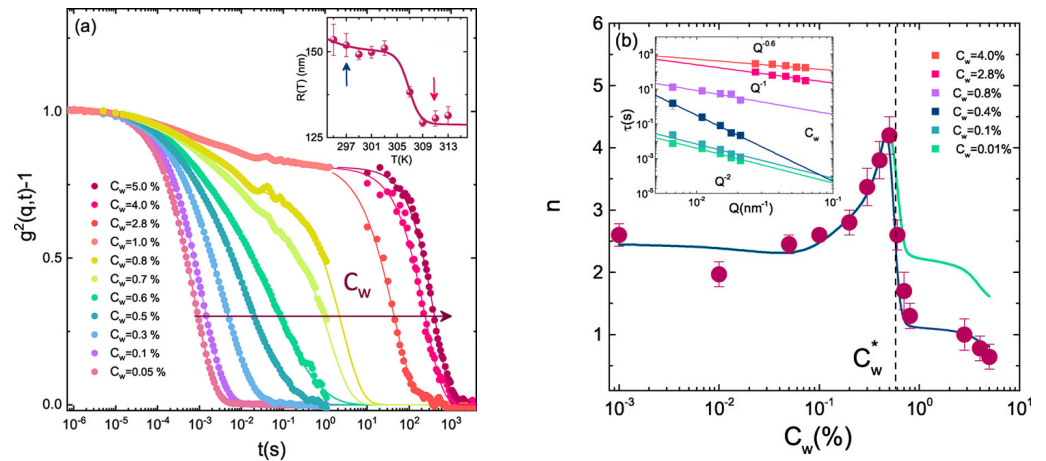 (a)
g²(q,t)-1
1.0
0.5
0.0
10⁻⁶ 10⁻⁵ 10⁻⁴ 10⁻³ 10⁻² 10⁻¹ 10⁰ 10¹ 10² 10³
t(s)
C_w=5.0 %
C_w=4.0 %
C_w=2.8 %
C_w=1.0 %
C_w=0.8 %
C_w=0.7 %
C_w=0.6 %
C_w=0.5 %
C_w=0.3 %
C_w=0.1 %
C_w=0.05 %
C_w
R(T) (nm)
150
125
297 301 305 309 313
T(K)
(b)
n
6
5
4
3
2
1
0
10⁻³ 10⁻² 10⁻¹ 10⁰ 10¹
C_w(%)
C_w^*
C_w=4.0%
C_w=2.8%
C_w=0.8%
C_w=0.4%
C_w=0.1%
C_w=0.01%
τ(s)
10³
10¹
10⁻¹
10⁻³
10⁻⁵
Q⁻⁰·⁶
Q⁻¹
C_w
Q⁻²
10⁻² 10⁻¹
Q(nm⁻¹)